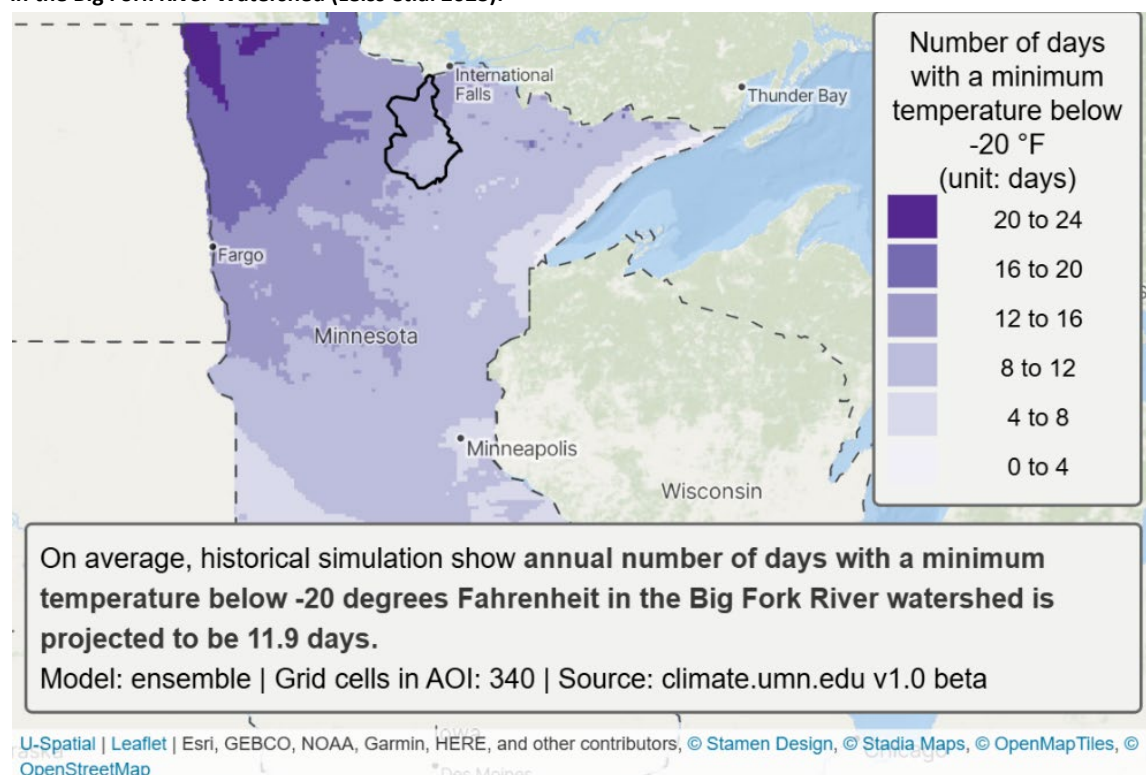 in the Big Fork River Watershed (Leiss et.al 2023).
Number of days
with a minimum
temperature below
-20 °F
(unit: days)
20 to 24
16 to 20
12 to 16
8 to 12
4 to 8
0 to 4
International
Falls
Thunder Bay
Fargo
Minnesota
Minneapolis
Wisconsin
On average, historical simulation show annual number of days with a minimum
temperature below -20 degrees Fahrenheit in the Big Fork River watershed is
projected to be 11.9 days.
Model: ensemble | Grid cells in AOI: 340 | Source: climate.umn.edu v1.0 beta
Iowa
U-Spatial | Leaflet | Esri, GEBCO, NOAA, Garmin, HERE, and other contributors, © Stamen Design, © Stadia Maps, © OpenMapTiles, ©
OpenStreetMap
Des Moines
Chicago